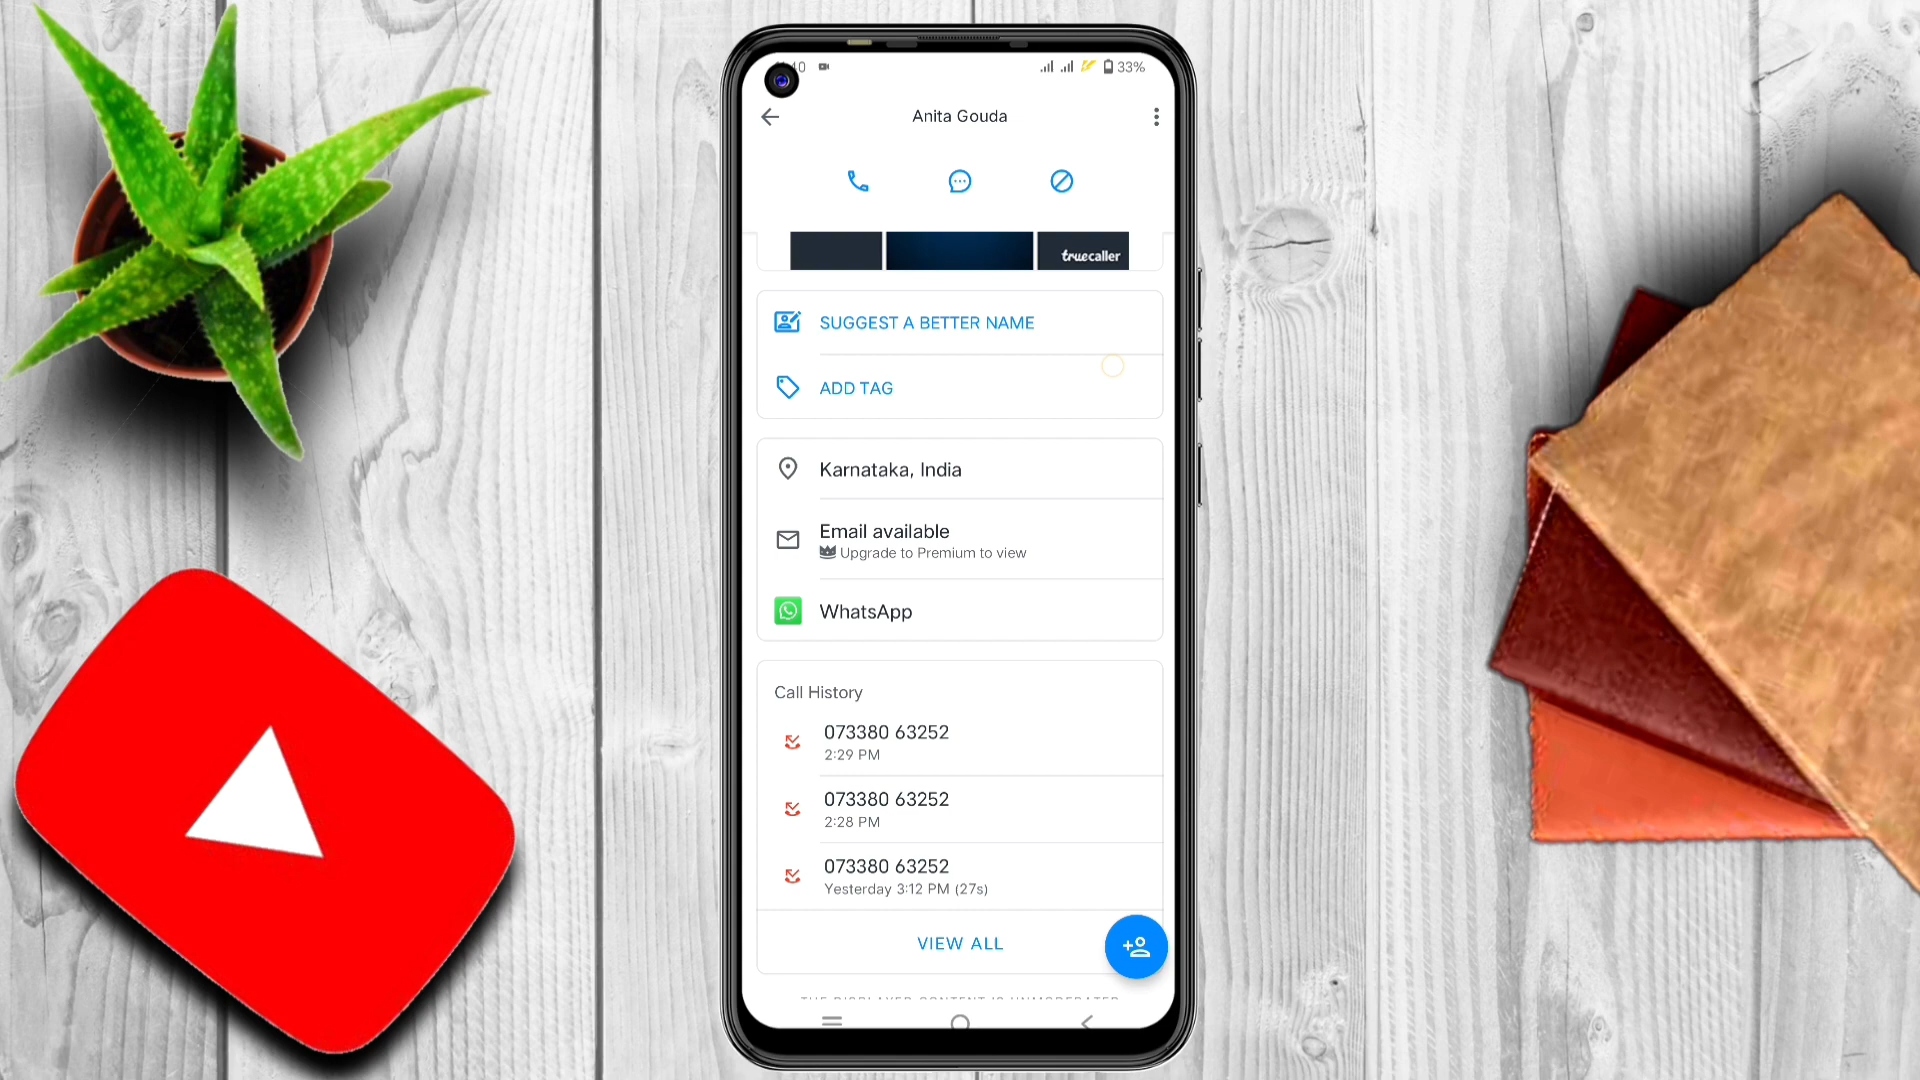 33%
Anita Gouda
truecaller
SUGGEST A BETTER NAME
ADD TAG
Karnataka, India
Email available
Upgrade to Premium to view
WhatsApp
Call History
073380 63252
2:29 PM
073380 63252
2:28 PM
073380 63252
Yesterday 3:12 PM (27s)
VIEW ALL